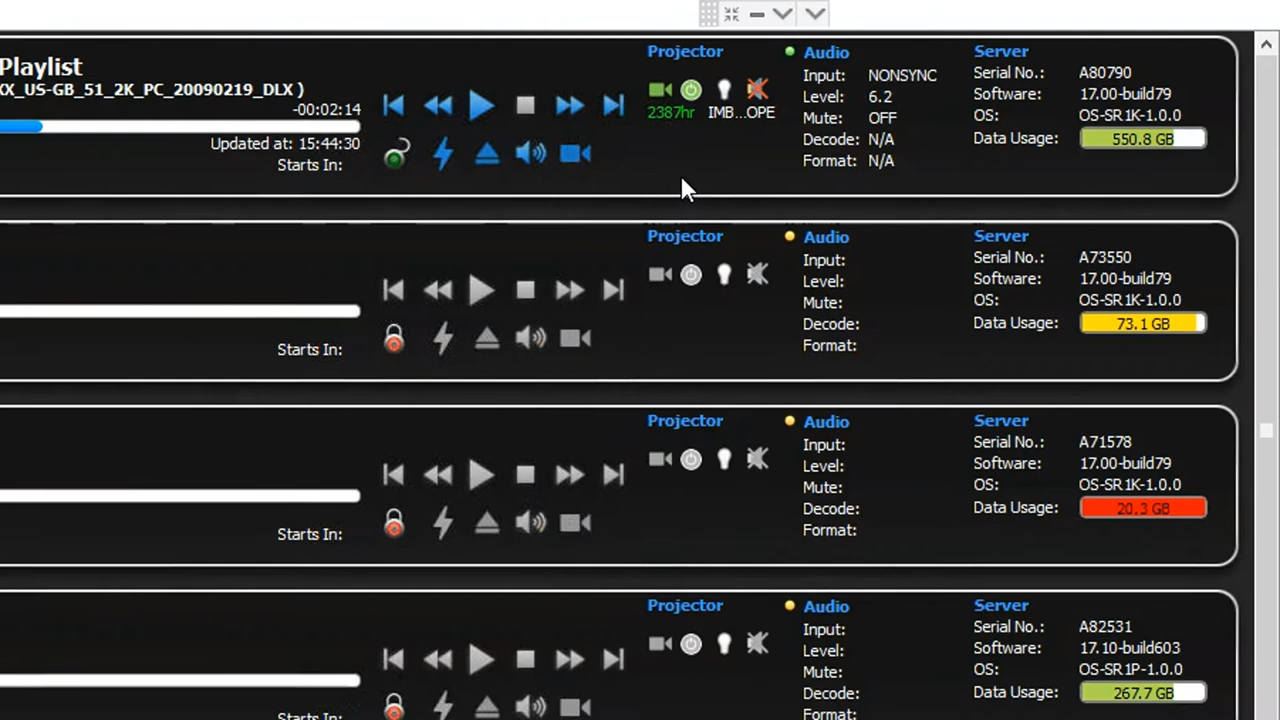 Playlist
XX_US-GB_51_2K_PC_20090219_DLX )
-00:02:14
Updated at: 15:44:30
Starts In:
Projector
2387hr IMB...OPE
Audio
Input: NONSYNC
Level: 6.2
Mute: OFF
Decode: N/A
Format: N/A
Server
Serial No.: A80790
Software: 17.00-build79
OS: OS-SR1K-1.0.0
Data Usage: 550.8 GB
Starts In:
Projector
Audio
Input:
Level:
Mute:
Decode:
Format:
Server
Serial No.: A73550
Software: 17.00-build79
OS: OS-SR1K-1.0.0
Data Usage: 73.1 GB
Starts In:
Projector
Audio
Input:
Level:
Mute:
Decode:
Format:
Server
Serial No.: A71578
Software: 17.00-build79
OS: OS-SR1K-1.0.0
Data Usage: 20.3 GB
Starts In:
Projector
Audio
Input:
Level:
Mute:
Decode:
Format:
Server
Serial No.: A82531
Software: 17.10-build603
OS: OS-SR1P-1.0.0
Data Usage: 267.7 GB